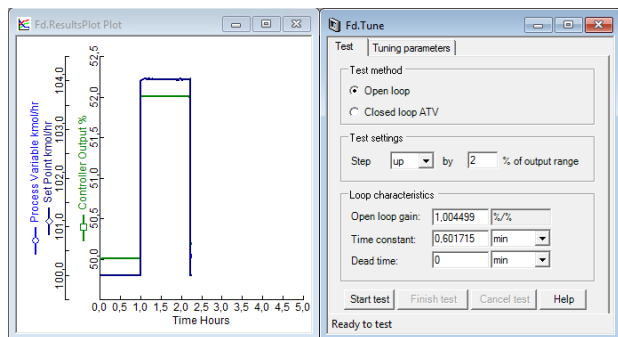 Fd.ResultsPlot Plot
Process Variable kmol/hr
Set Point kmol/hr
Controller Output %
100,0 101,0 102,0 103,0 104,0
50,0 50,5 51,0 51,5 52,0 52,5
0,0 0,5 1,0 1,5 2,0 2,5 3,0 3,5 4,0 4,5 5,0
Time Hours
Fd.Tune
Test Tuning parameters
Test method
Open loop
Closed loop ATV
Test settings
Step up by 2 % of output range
Loop characteristics
Open loop gain: 1,004499 %/%
Time constant: 0,601715 min
Dead time: 0 min
Start test Finish test Cancel test Help
Ready to test